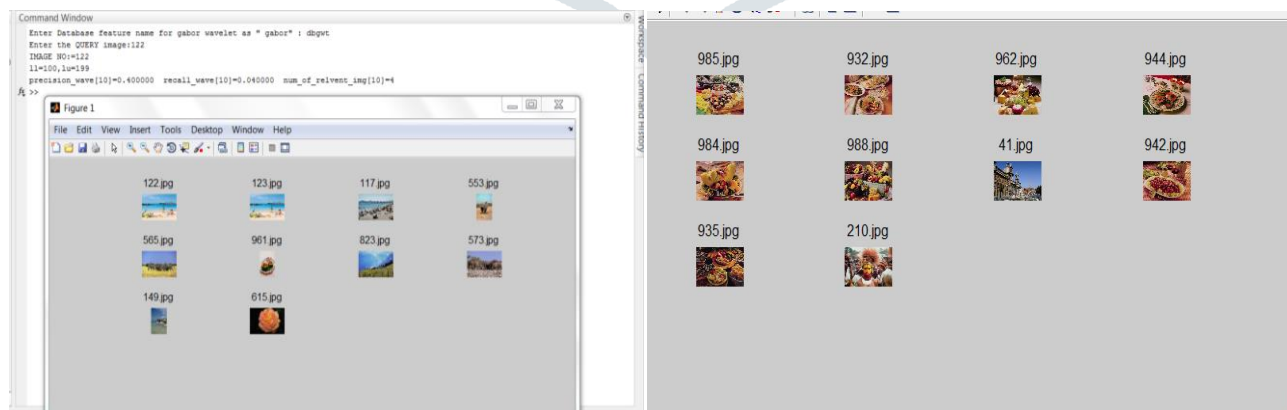 Command Window
Enter Database feature name for gabor wavelet as " gabor" : dbgwt
Enter the QUERY image:122
IMAGE NO:=122
ll=100,lu=199
precision_wave[10]=0.400000 recall_wave[10]=0.040000 num_of_relvent_img[10]=4
fx >>
Figure 1
File Edit View Insert Tools Desktop Window Help
122.jpg 123.jpg 117.jpg 553.jpg
565.jpg 961.jpg 823.jpg 573.jpg
149.jpg 615.jpg
Workspace
Command History
985.jpg 932.jpg 962.jpg 944.jpg
984.jpg 988.jpg 41.jpg 942.jpg
935.jpg 210.jpg